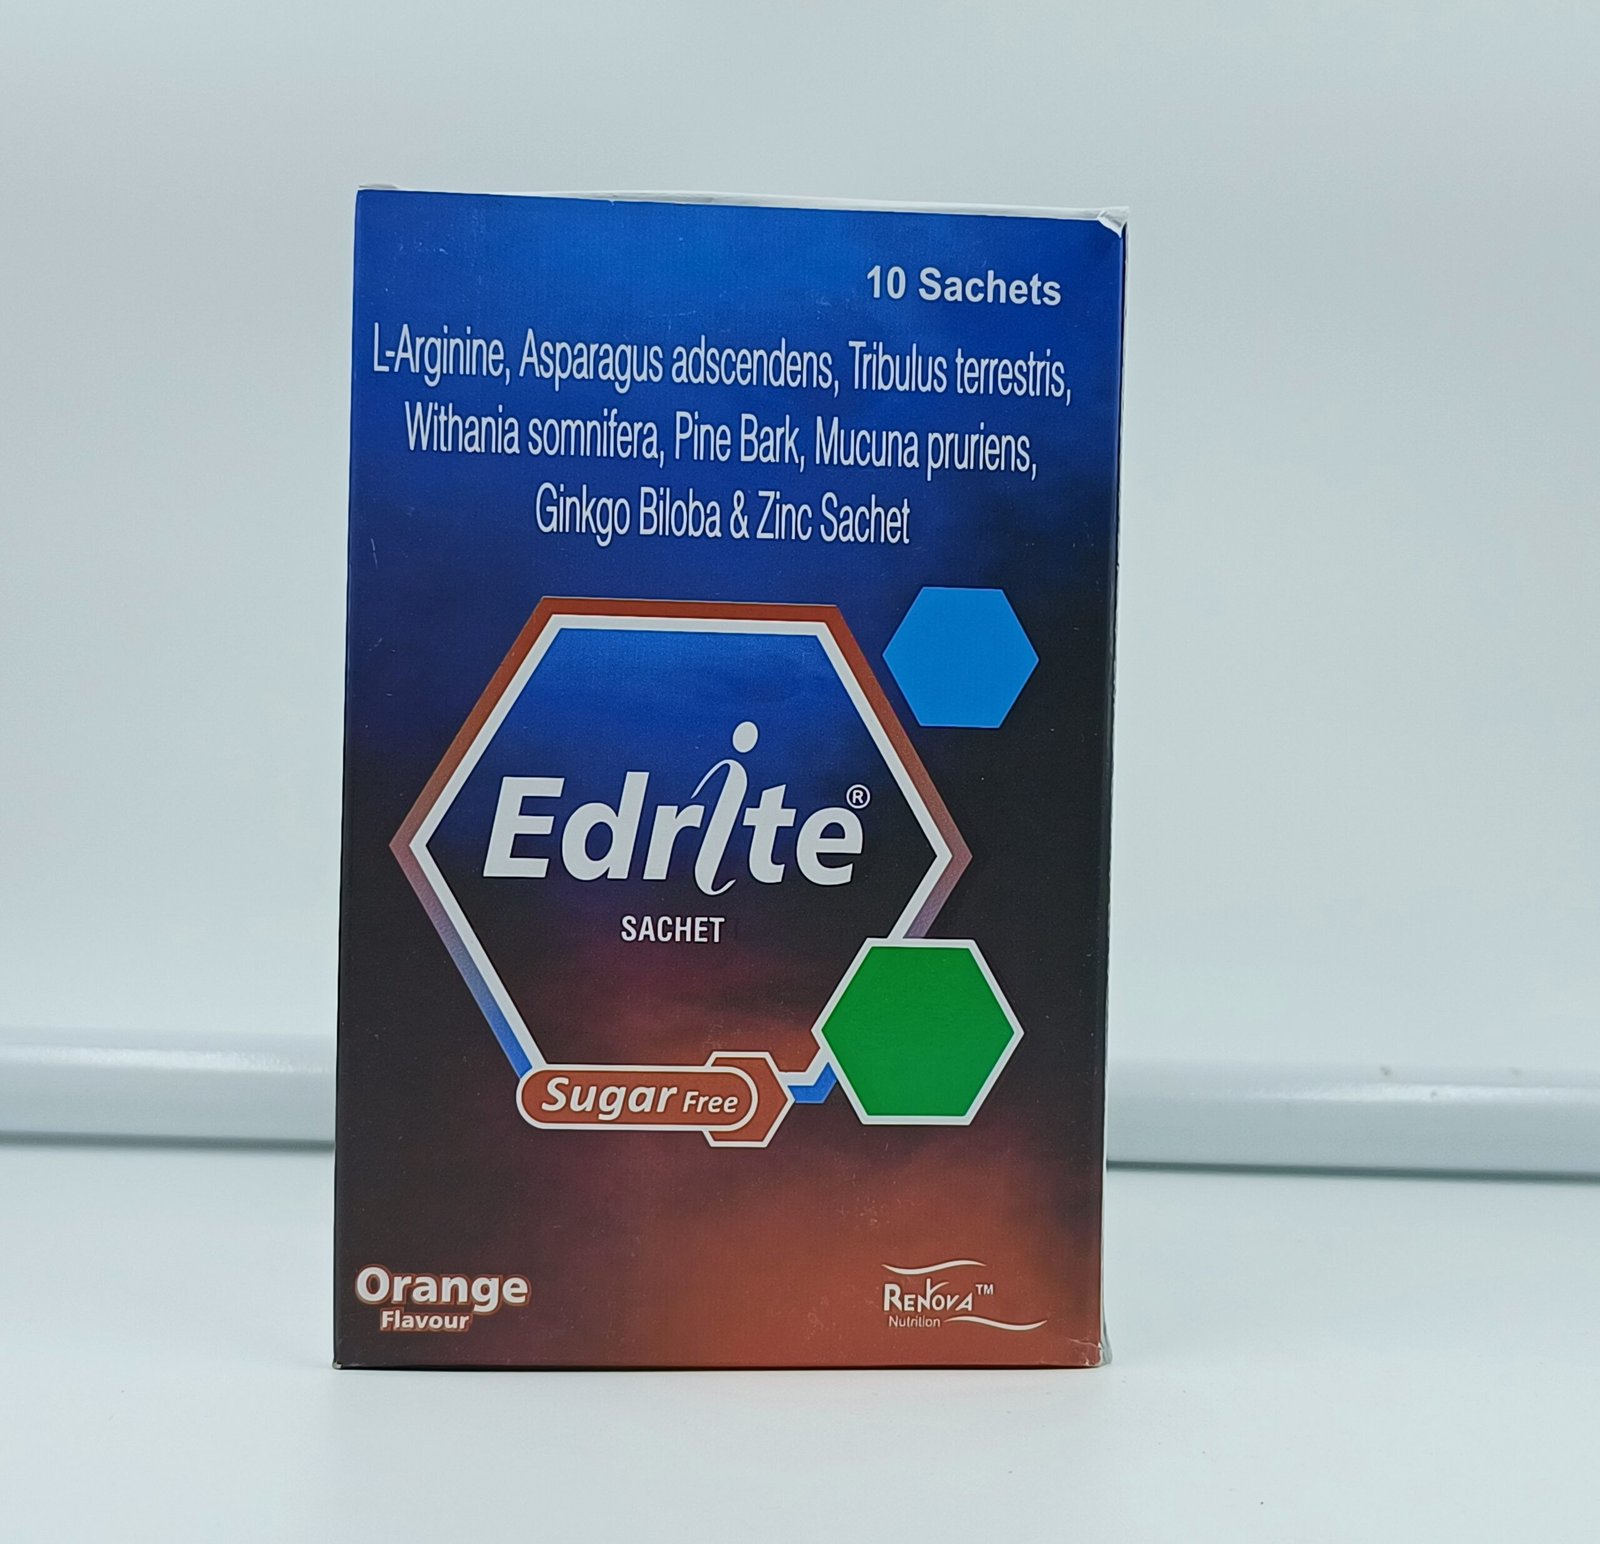 10 Sachets
L-Arginine, Asparagus adscendens, Tribulus terrestris,
Withania somnifera, Pine Bark, Mucuna pruriens,
Ginkgo Biloba & Zinc Sachet
Edrite®
SACHET
Sugar Free
Orange
Flavour
RENOVA™
Nutrition